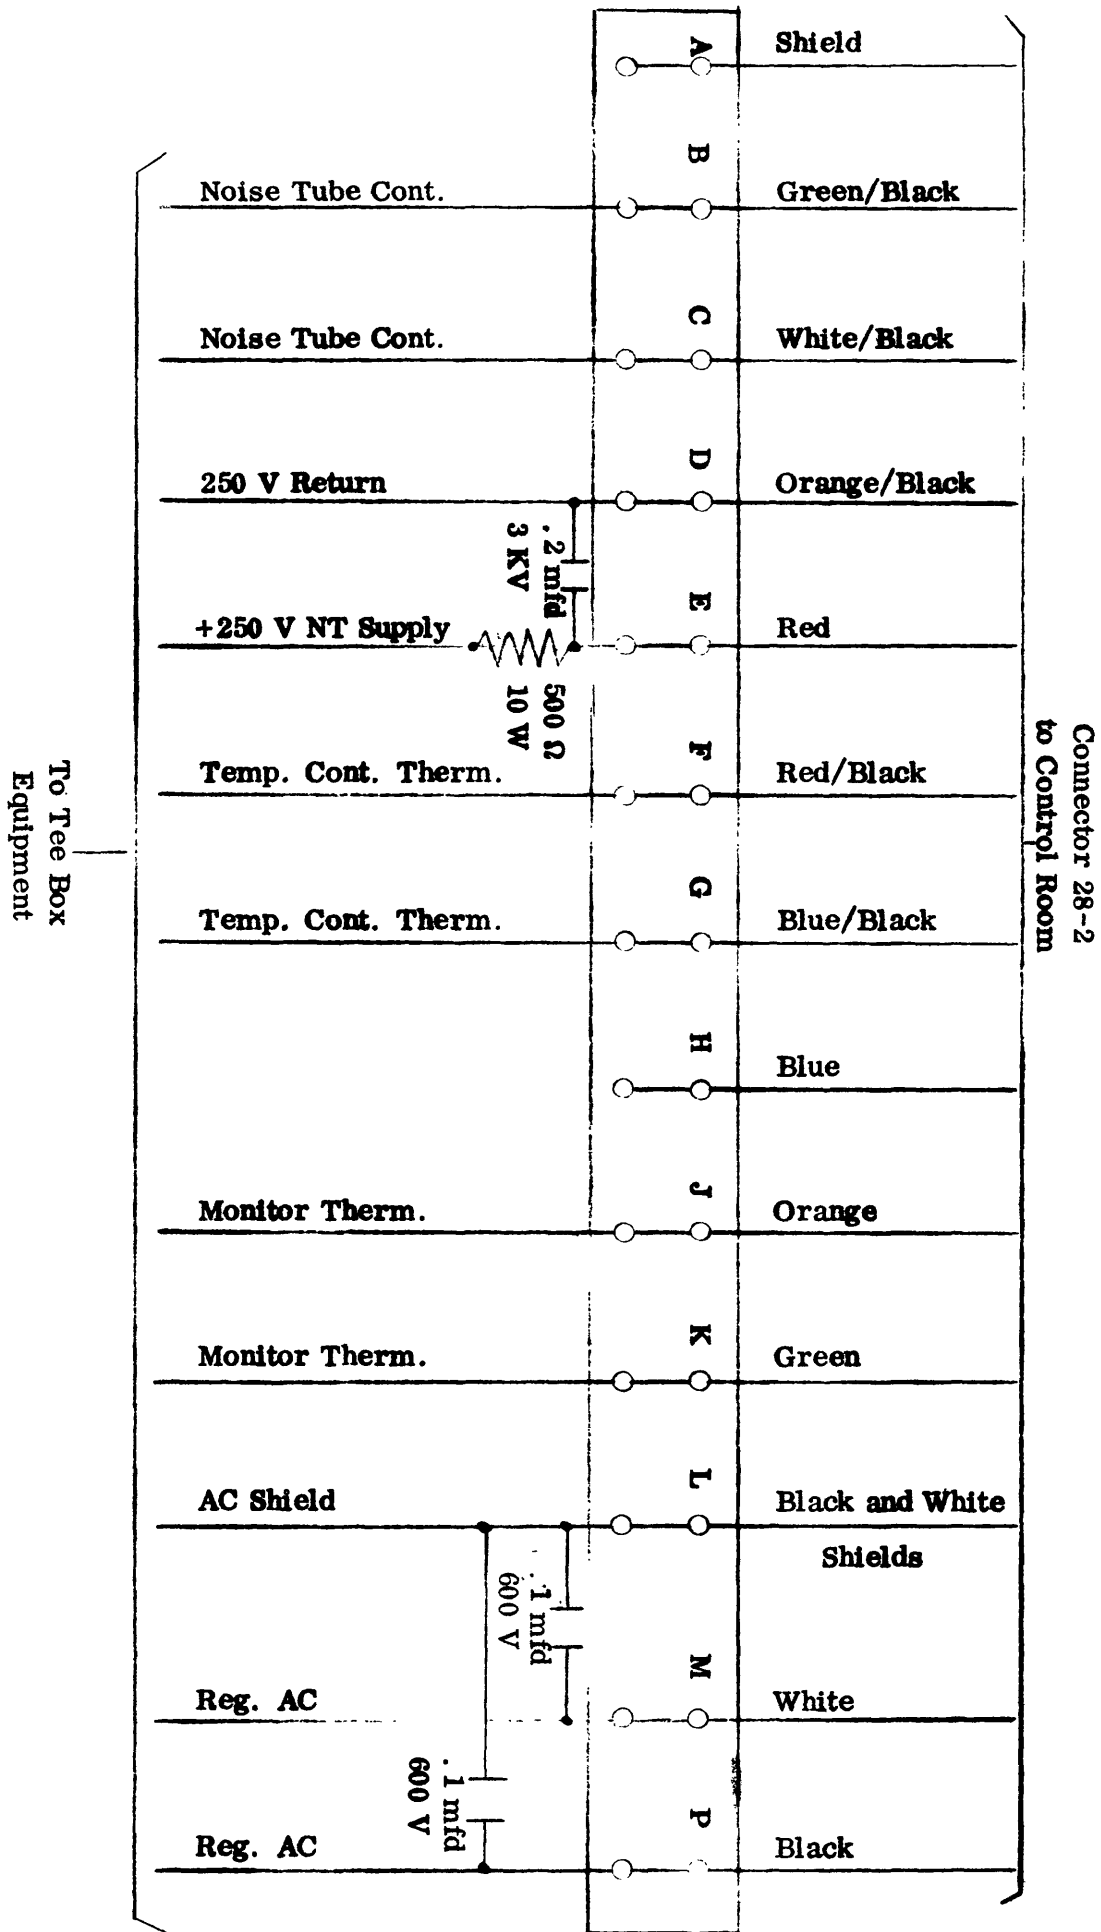 A Shield
B
Noise Tube Cont. Green/Black
C
Noise Tube Cont. White/Black
D
250 V Return Orange/Black
.2 mfd
3 KV
E
+250 V NT Supply Red
500 Ω
10 W
F
Temp. Cont. Therm. Red/Black
G
Temp. Cont. Therm. Blue/Black
H
Blue
J
Monitor Therm. Orange
K
Monitor Therm. Green
L
AC Shield Black and White
Shields
.1 mfd
600 V
M
Reg. AC White
.1 mfd
600 V
P
Reg. AC Black
To Tee Box
Equipment
Connector 28-2
to Control Room